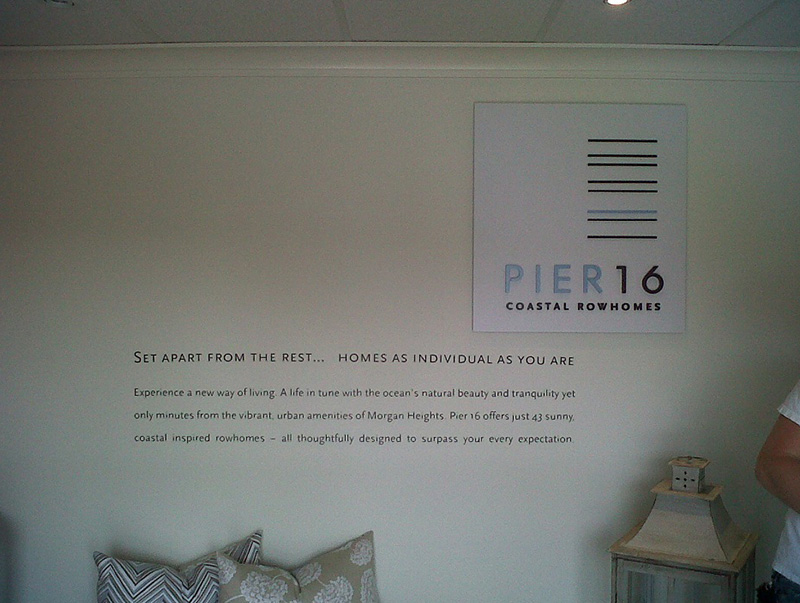 PIER16
COASTAL ROWHOMES
SET APART FROM THE REST... HOMES AS INDIVIDUAL AS YOU ARE
Experience a new way of living. A life in tune with the ocean's natural beauty and tranquility yet
only minutes from the vibrant, urban amenities of Morgan Heights. Pier 16 offers just 43 sunny,
coastal inspired rowhomes – all thoughtfully designed to surpass your every expectation.